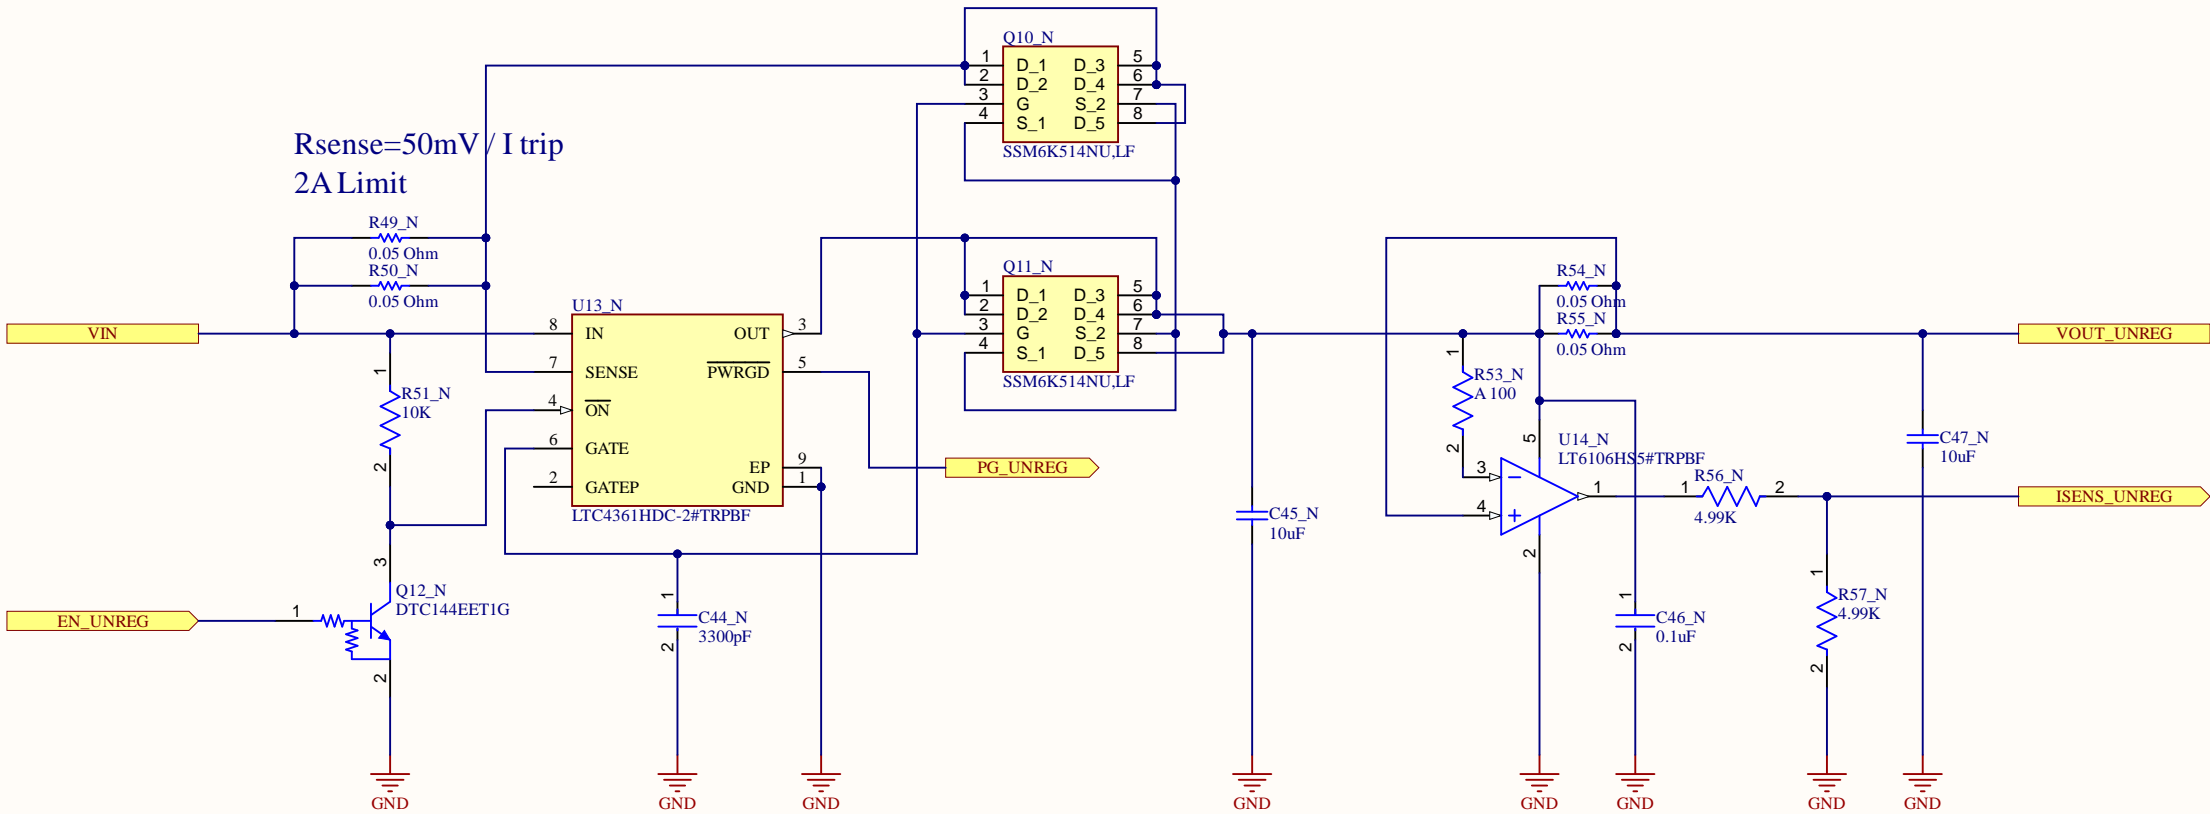 Q10_N
1 D_1 D_3 5
2 D_2 D_4 6
3 G S_2 7
4 S_1 D_5 8
SSM6K514NU,LF
Rsense=50mV / I trip
2A Limit
R49_N
0.05 Ohm
R50_N
0.05 Ohm
Q11_N
1 D_1 D_3 5
2 D_2 D_4 6
3 G S_2 7
4 S_1 D_5 8
SSM6K514NU,LF
VIN
U13_N
8 IN OUT 3
7 SENSE PWRGD 5
4 ON
6 GATE EP 9
2 GATEP GND 1
LTC4361HDC-2#TRPBF
1
R51_N
10K
2
PG_UNREG
EN_UNREG
1
3
Q12_N
DTC144EET1G
2
GND
1
C44_N
3300pF
2
GND
GND
C45_N
10uF
GND
R54_N
0.05 Ohm
R55_N
0.05 Ohm
VOUT_UNREG
1
R53_N
A 100
2
5
U14_N
LT6106HS5#TRPBF
3
4
1
2
GND
R56_N
1 2
4.99K
ISENS_UNREG
1
C46_N
0.1uF
2
GND
1
R57_N
4.99K
2
GND
C47_N
10uF
GND